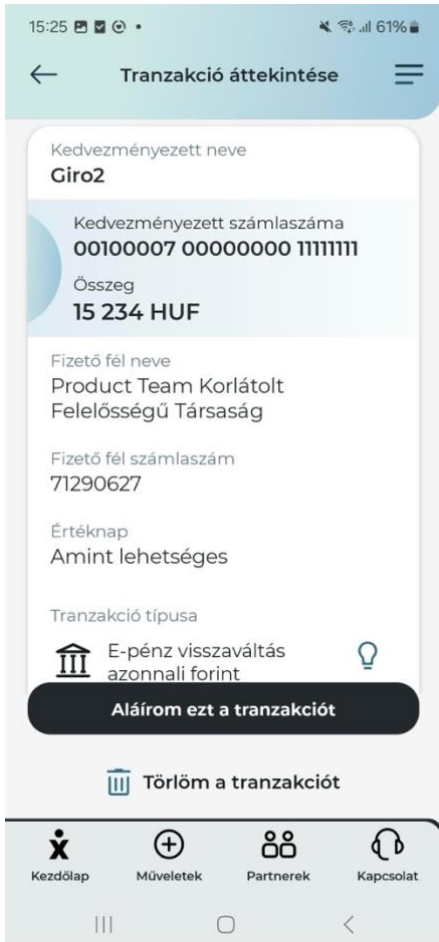 15:25 61%
Tranzakció áttekintése
Kedvezményezett neve
Giro2
Kedvezményezett számlaszáma
00100007 00000000 11111111
Összeg
15 234 HUF
Fizető fél neve
Product Team Korlátolt
Felelősségű Társaság
Fizető fél számlaszám
71290627
Értéknap
Amint lehetséges
Tranzakció típusa
E-pénz visszaváltás
azonnali forint
Aláírom ezt a tranzakciót
Törlöm a tranzakciót
Kezdőlap Műveletek Partnerek Kapcsolat